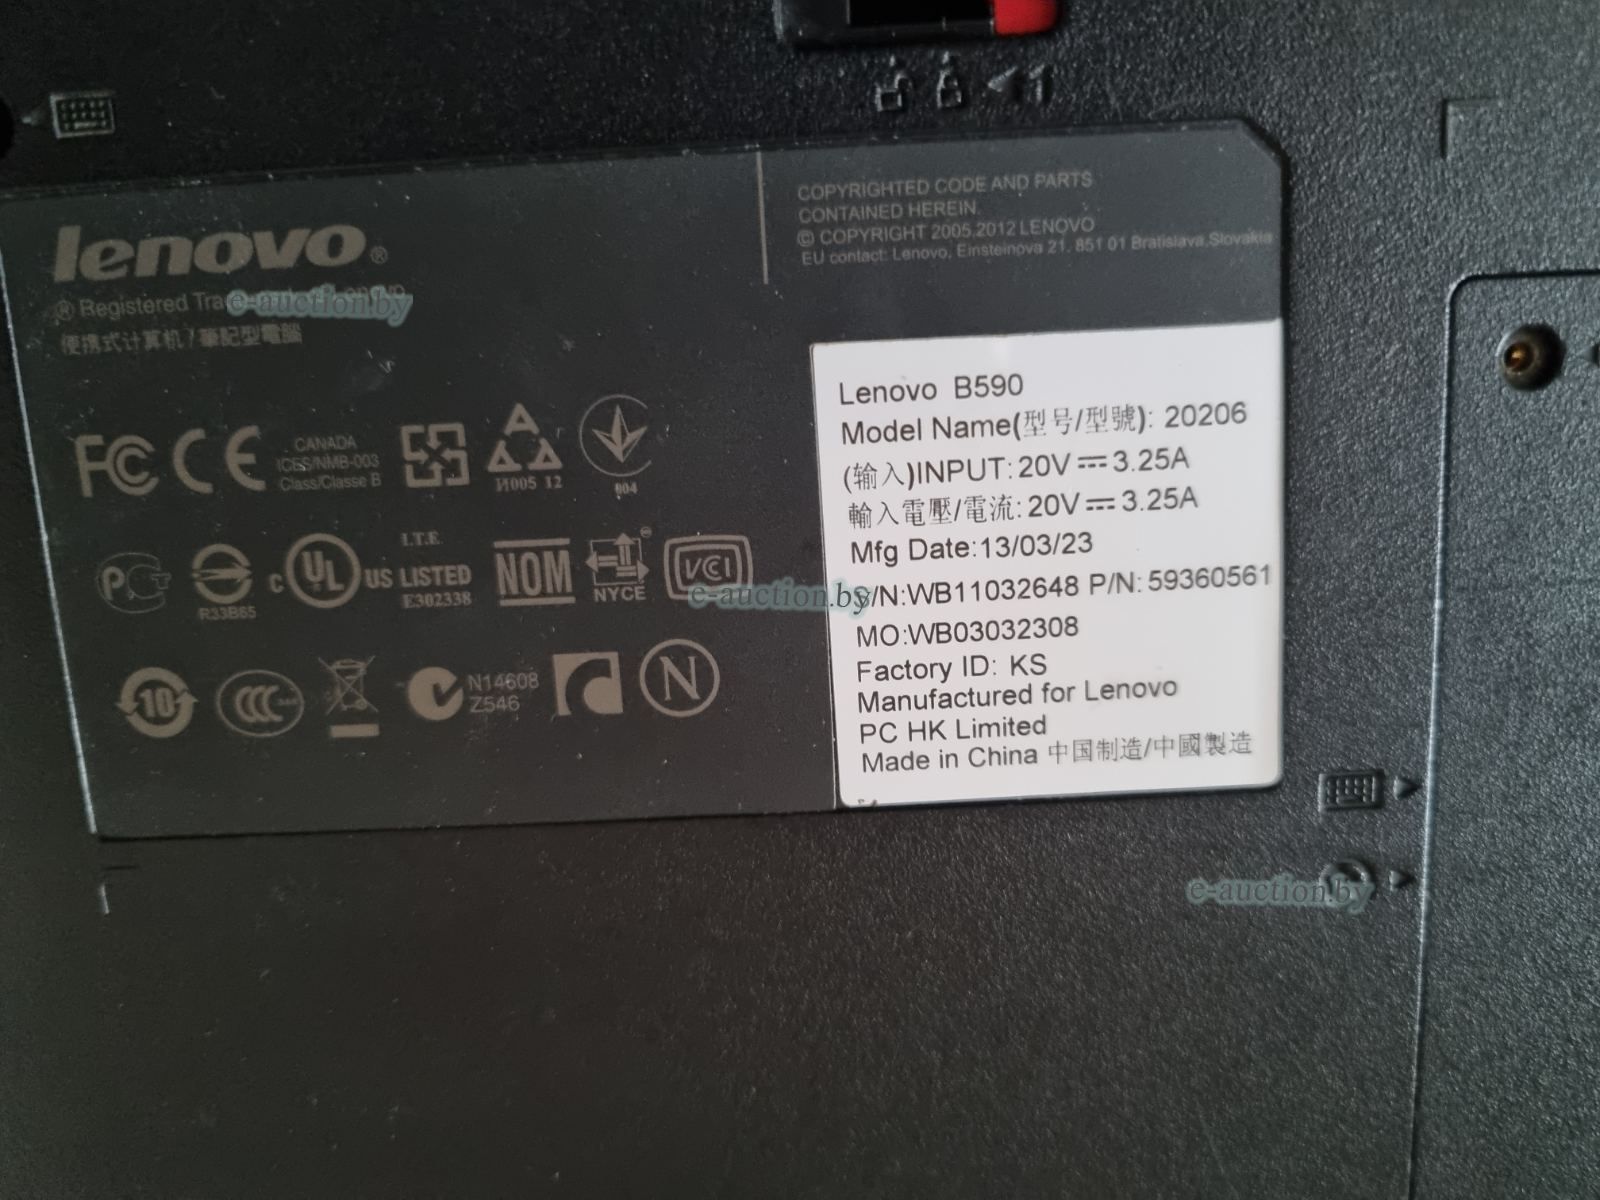 lenovo®
® Registered
便携式计算机 / 筆記型電腦
COPYRIGHTED CODE AND PARTS
CONTAINED HEREIN.
© COPYRIGHT 2005.2012 LENOVO
EU contact: Lenovo, Einsteinova 21. 851 01 Bratislava.Slovakia
e-auction.by
FC CE
CANADA
ICES/NMB-003
Class/Classe B
И005 12
804
PG
R33B65
c UL US
I.T.E.
LISTED
E302338
NOM
NYCE
VCI
10
CCC
N14608
Z546
N
Lenovo B590
Model Name(型号/型號): 20206
(输入)INPUT: 20V ⎓ 3.25A
輸入電壓/電流: 20V ⎓ 3.25A
Mfg Date:13/03/23
e-auction.by
/N:WB11032648 P/N: 59360561
MO:WB03032308
Factory ID: KS
Manufactured for Lenovo
PC HK Limited
Made in China 中国制造/中國製造
e-auction.by